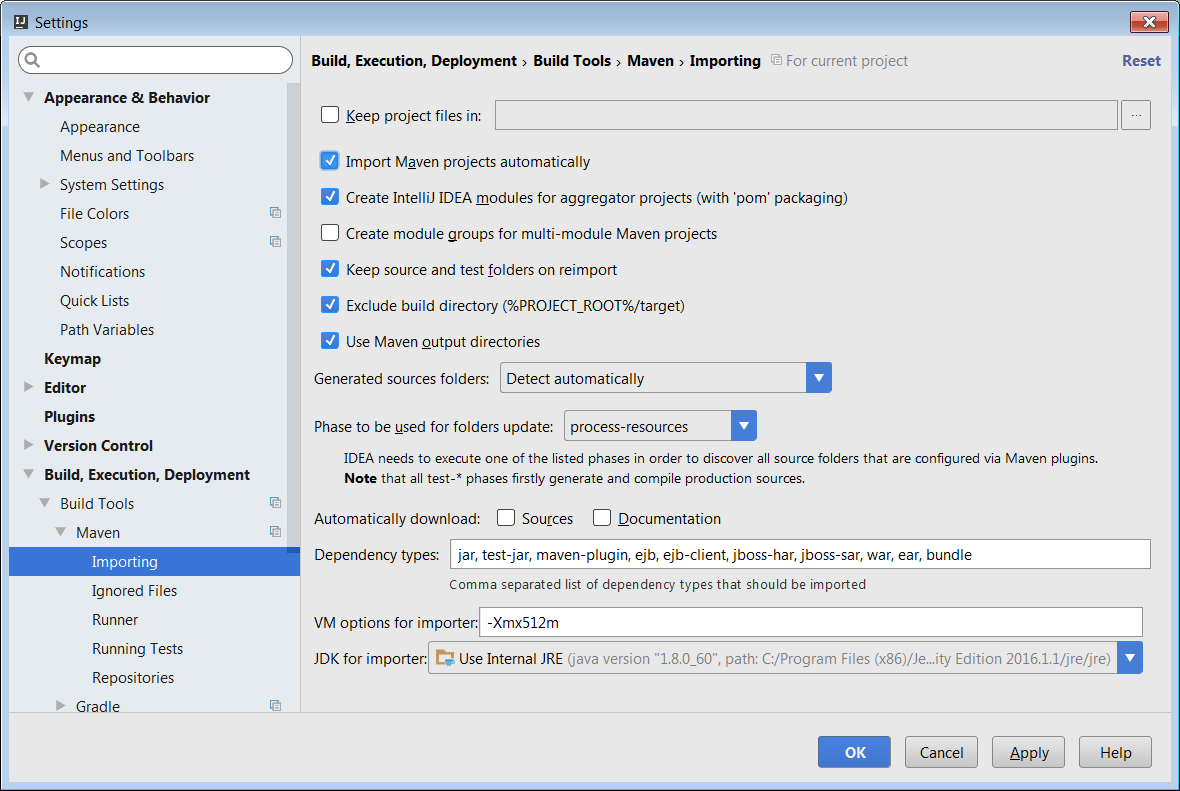 Settings
Build, Execution, Deployment › Build Tools › Maven › Importing For current project Reset
Appearance & Behavior
Appearance
Menus and Toolbars
System Settings
File Colors
Scopes
Notifications
Quick Lists
Path Variables
Keymap
Editor
Plugins
Version Control
Build, Execution, Deployment
Build Tools
Maven
Importing
Ignored Files
Runner
Running Tests
Repositories
Gradle
Keep project files in: ...
Import Maven projects automatically
Create IntelliJ IDEA modules for aggregator projects (with 'pom' packaging)
Create module groups for multi-module Maven projects
Keep source and test folders on reimport
Exclude build directory (%PROJECT_ROOT%/target)
Use Maven output directories
Generated sources folders: Detect automatically
Phase to be used for folders update: process-resources
IDEA needs to execute one of the listed phases in order to discover all source folders that are configured via Maven plugins.
Note that all test-* phases firstly generate and compile production sources.
Automatically download: Sources Documentation
Dependency types: jar, test-jar, maven-plugin, ejb, ejb-client, jboss-har, jboss-sar, war, ear, bundle
Comma separated list of dependency types that should be imported
VM options for importer: -Xmx512m
JDK for importer: Use Internal JRE (java version "1.8.0_60", path: C:/Program Files (x86)/Je...ity Edition 2016.1.1/jre/jre)
OK Cancel Apply Help